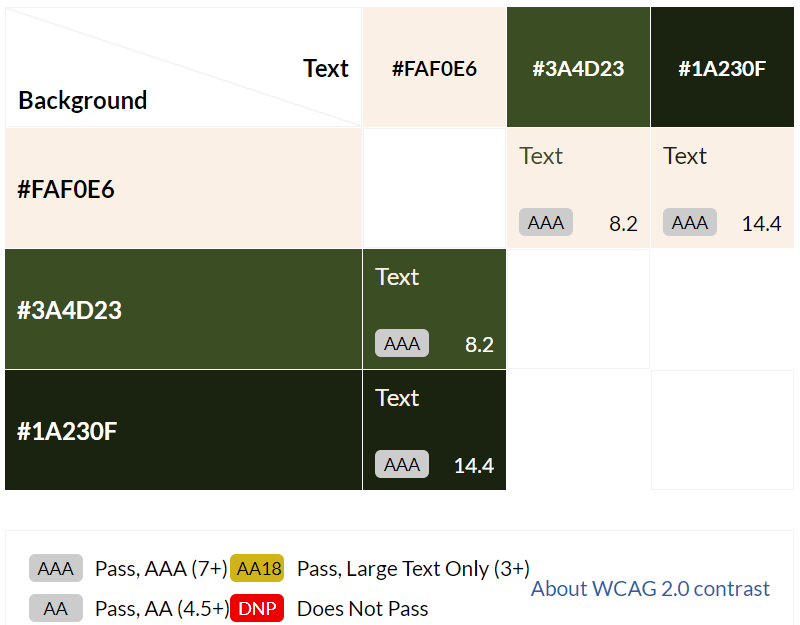 Text
Background
#FAF0E6
#3A4D23
#1A230F
#FAF0E6
Text
AAA 8.2
Text
AAA 14.4
#3A4D23
Text
AAA 8.2
#1A230F
Text
AAA 14.4
AAA Pass, AAA (7+) AA18 Pass, Large Text Only (3+)
About WCAG 2.0 contrast
AA Pass, AA (4.5+) DNP Does Not Pass